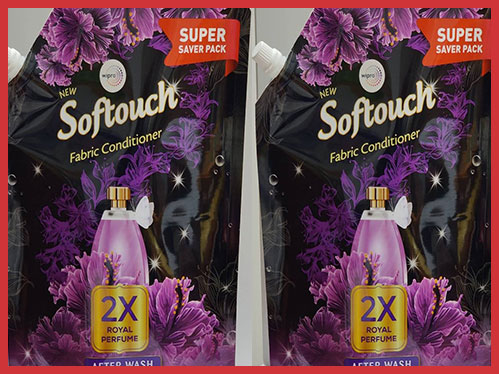 SUPER
SAVER PACK
wipro
NEW
Softouch
Fabric Conditioner
2X
ROYAL
PERFUME
AFTER WASH
SUPER
SAVER PACK
wipro
NEW
Softouch
Fabric Conditioner
2X
ROYAL
PERFUME
AFTER WASH